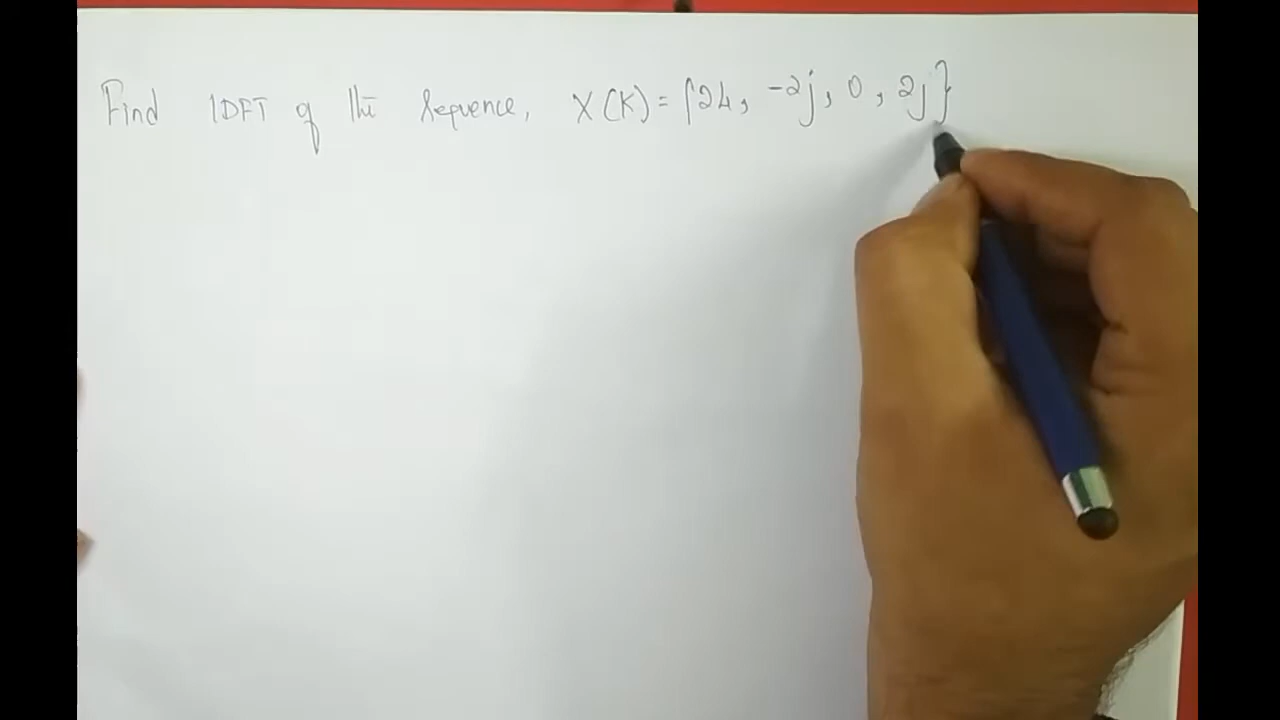 Find IDFT of the sequence, X(K) = {24, -2j, 0, 2j}